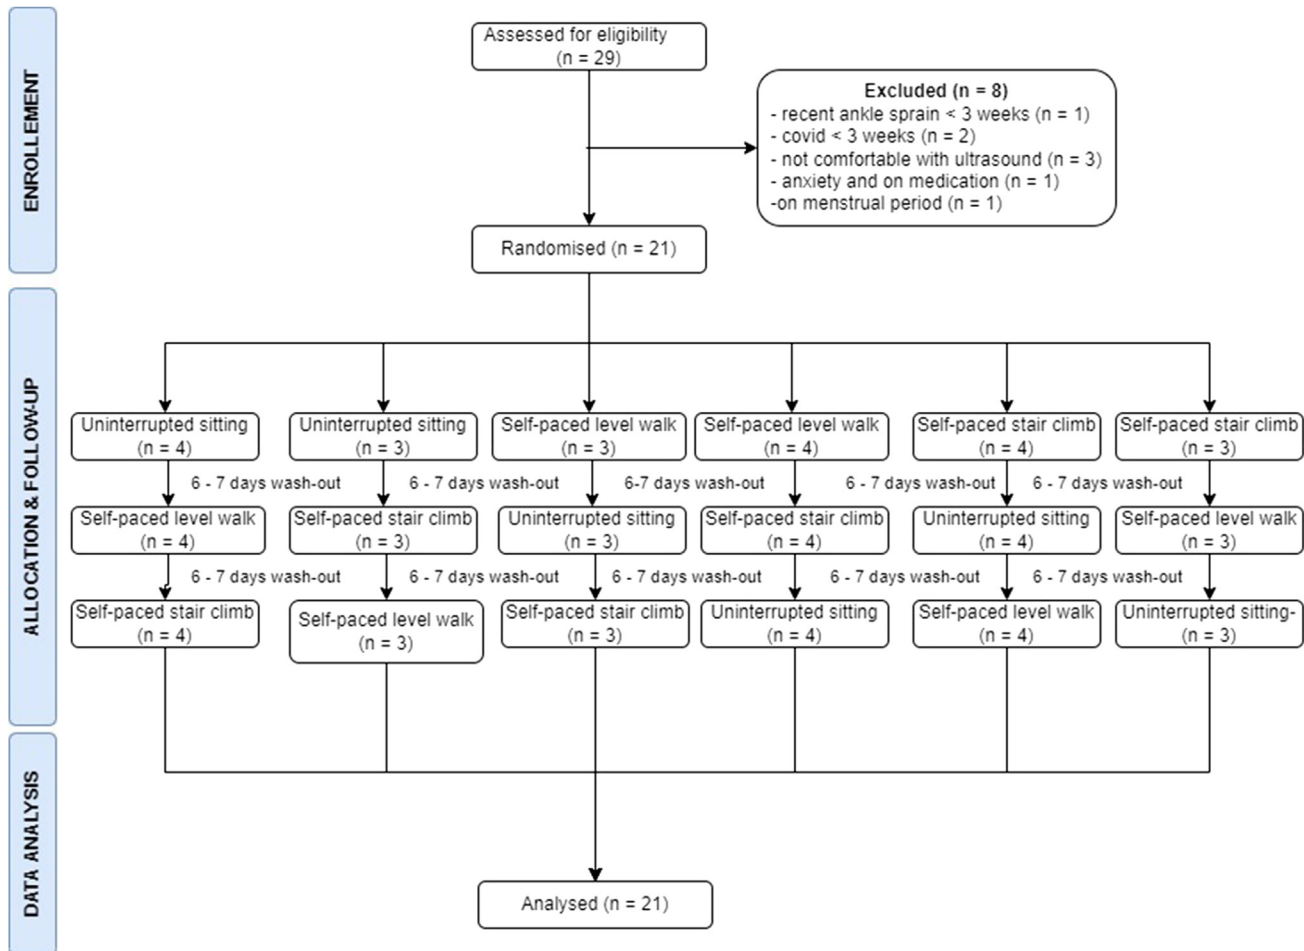 ENROLLEMENT
Assessed for eligibility
(n = 29)
Excluded (n = 8)
- recent ankle sprain < 3 weeks (n = 1)
- covid < 3 weeks (n = 2)
- not comfortable with ultrasound (n = 3)
- anxiety and on medication (n = 1)
-on menstrual period (n = 1)
Randomised (n = 21)
ALLOCATION & FOLLOW-UP
Uninterrupted sitting
(n = 4)
Uninterrupted sitting
(n = 3)
Self-paced level walk
(n = 3)
Self-paced level walk
(n = 4)
Self-paced stair climb
(n = 4)
Self-paced stair climb
(n = 3)
6 - 7 days wash-out
6 - 7 days wash-out
6-7 days wash-out
6 - 7 days wash-out
6 - 7 days wash-out
Self-paced level walk
(n = 4)
Self-paced stair climb
(n = 3)
Uninterrupted sitting
(n = 3)
Self-paced stair climb
(n = 4)
Uninterrupted sitting
(n = 4)
Self-paced level walk
(n = 3)
6 - 7 days wash-out
6 - 7 days wash-out
6 - 7 days wash-out
6 - 7 days wash-out
6 - 7 days wash-out
Self-paced stair climb
(n = 4)
Self-paced level walk
(n = 3)
Self-paced stair climb
(n = 3)
Uninterrupted sitting
(n = 4)
Self-paced level walk
(n = 4)
Uninterrupted sitting-
(n = 3)
DATA ANALYSIS
Analysed (n = 21)